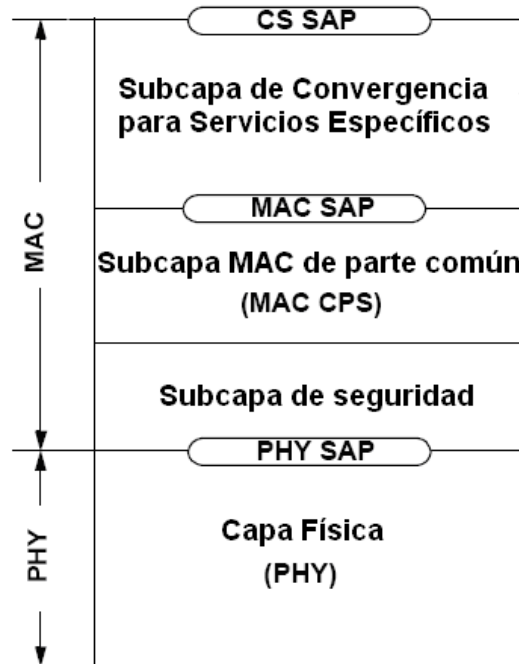 CS SAP
Subcapa de Convergencia
para Servicios Específicos
MAC
MAC SAP
Subcapa MAC de parte común
(MAC CPS)
Subcapa de seguridad
PHY SAP
Capa Física
(PHY)
PHY